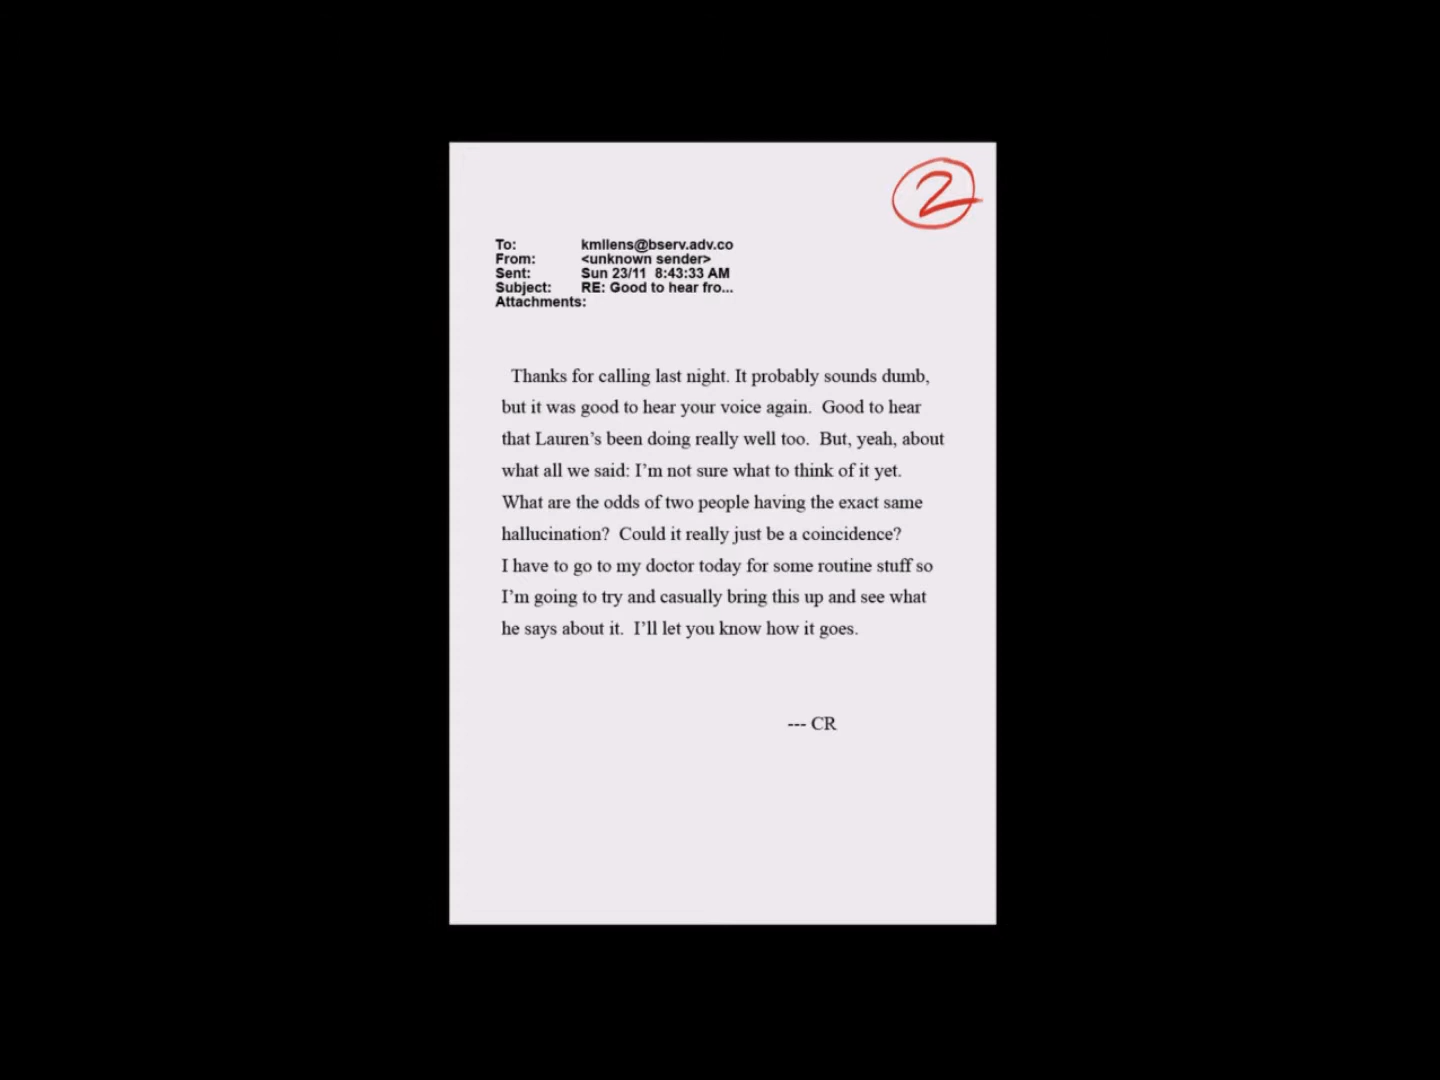 2
To: kmllens@bserv.adv.co
From: <unknown sender>
Sent: Sun 23/11 8:43:33 AM
Subject: RE: Good to hear fro...
Attachments:
Thanks for calling last night. It probably sounds dumb,
but it was good to hear your voice again. Good to hear
that Lauren's been doing really well too. But, yeah, about
what all we said: I'm not sure what to think of it yet.
What are the odds of two people having the exact same
hallucination? Could it really just be a coincidence?
I have to go to my doctor today for some routine stuff so
I'm going to try and casually bring this up and see what
he says about it. I'll let you know how it goes.
--- CR